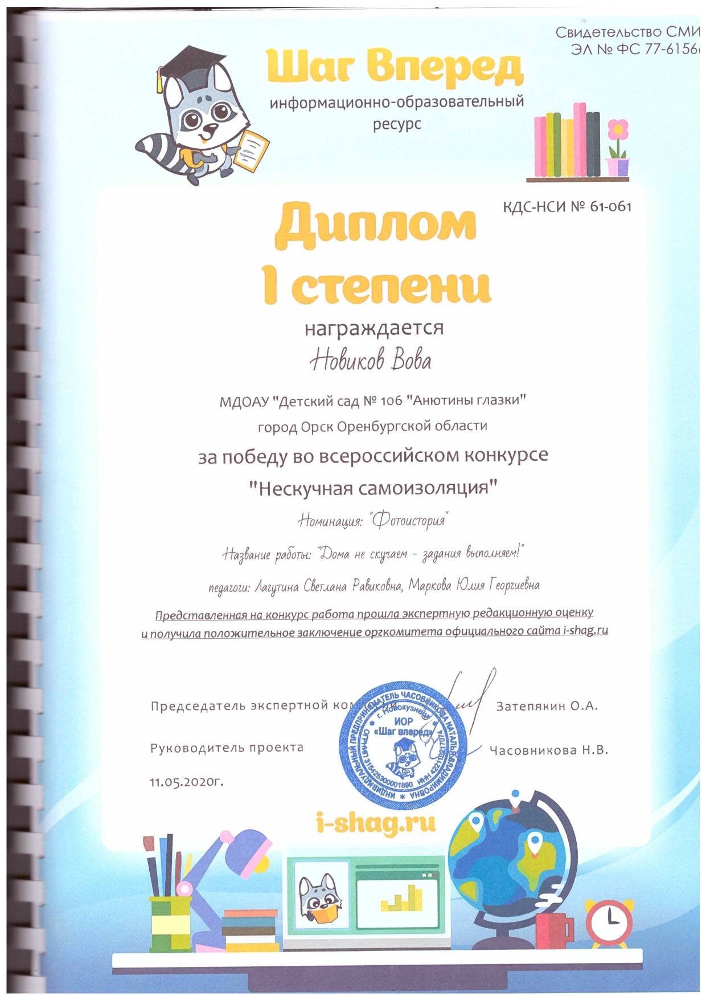 Свидетельство СМИ
ЭЛ № ФС 77-6156
Шаг Вперед
информационно-образовательный
ресурс
КДС-НСИ № 61-061
Диплом
I степени
награждается
Новиков Вова
МДОАУ "Детский сад № 106 "Анютины глазки"
город Орск Оренбургской области
за победу во всероссийском конкурсе
"Нескучная самоизоляция"
Номинация: "Фотоистория"
Название работы: "Дома не скучаем - задания выполняем!"
педагоги: Лагутина Светлана Равиковна, Маркова Юлия Георгиевна
Представленная на конкурс работа прошла экспертную редакционную оценку
и получила положительное заключение оргкомитета официального сайта i-shag.ru
Председатель экспертной комиссии
Затепякин О.А.
Руководитель проекта
Часовникова Н.В.
11.05.2020г.
ИНДИВИДУАЛЬНЫЙ ПРЕДПРИНИМАТЕЛЬ ЧАСОВНИКОВА НАТАЛЬЯ ВЛАДИМИРОВНА
г. Новокузнецк
ИОР
«Шаг вперед»
ОГРНИП 315425300001890 ИНН 422110217074
i-shag.ru